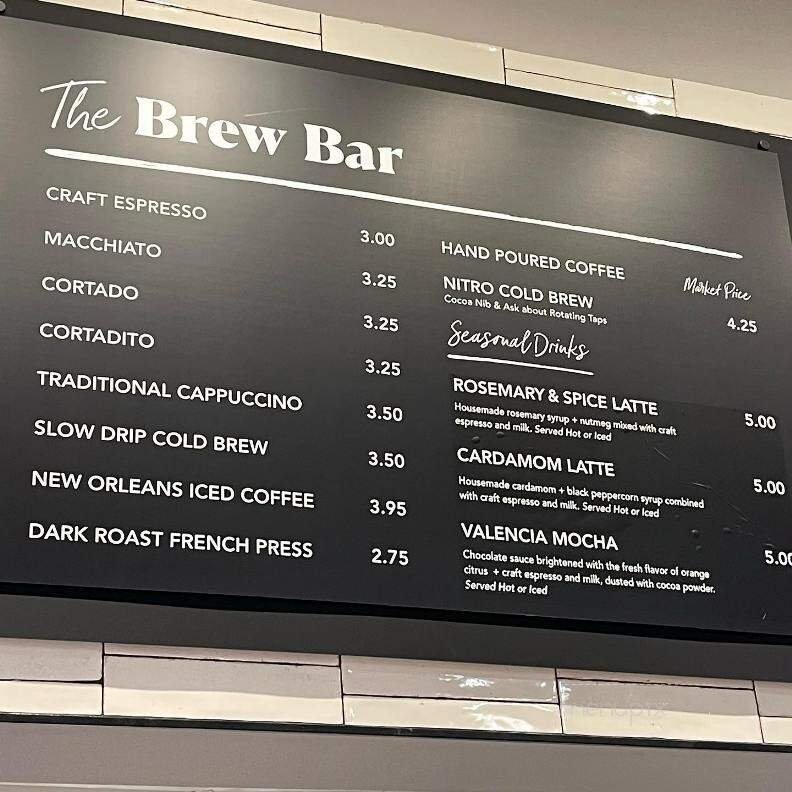 The Brew Bar
CRAFT ESPRESSO 3.00
MACCHIATO 3.25
CORTADO 3.25
CORTADITO 3.25
TRADITIONAL CAPPUCCINO 3.50
SLOW DRIP COLD BREW 3.50
NEW ORLEANS ICED COFFEE 3.95
DARK ROAST FRENCH PRESS 2.75
HAND POURED COFFEE Market Price
NITRO COLD BREW 4.25
Cocoa Nib & Ask about Rotating Taps
Seasonal Drinks
ROSEMARY & SPICE LATTE 5.00
Housemade rosemary syrup + nutmeg mixed with craft
espresso and milk. Served Hot or Iced
CARDAMOM LATTE 5.00
Housemade cardamom + black peppercorn syrup combined
with craft espresso and milk. Served Hot or Iced
VALENCIA MOCHA 5.00
Chocolate sauce brightened with the fresh flavor of orange
citrus + craft espresso and milk, dusted with cocoa powder.
Served Hot or Iced